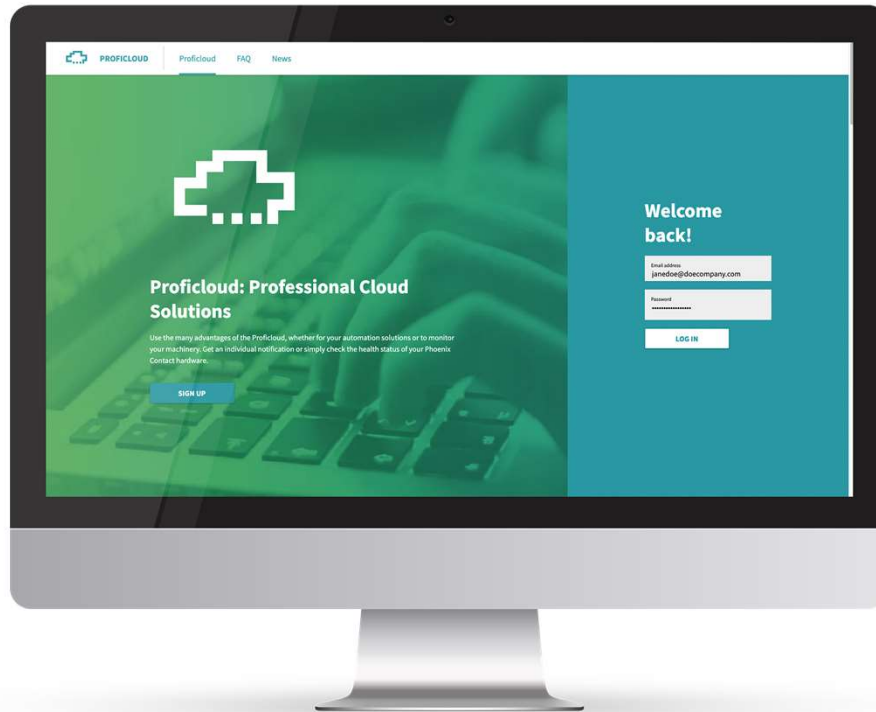 PROFICLOUD
Proficloud
FAQ
News
Proficloud: Professional Cloud
Solutions
Use the many advantages of the Proficloud, whether for your automation solutions or to monitor
your machinery. Get an individual notification or simply check the health status of your Phoenix
Contact hardware.
SIGN UP
Welcome
back!
Email address
janedoe@doecompany.com
Password
LOG IN